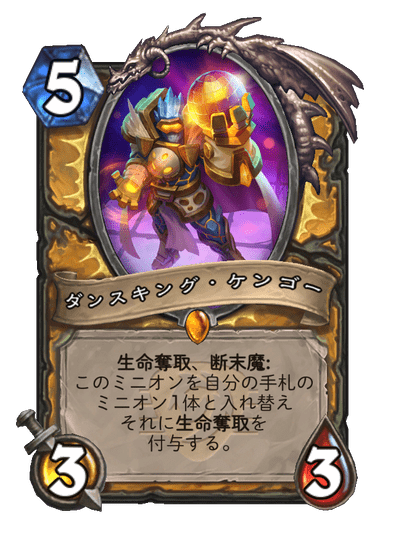 5
ダンスキング・ケンゴー
生命奪取、断末魔:
このミニオンを自分の手札の
ミニオン1体と入れ替え
それに生命奪取を
付与する。
3
3